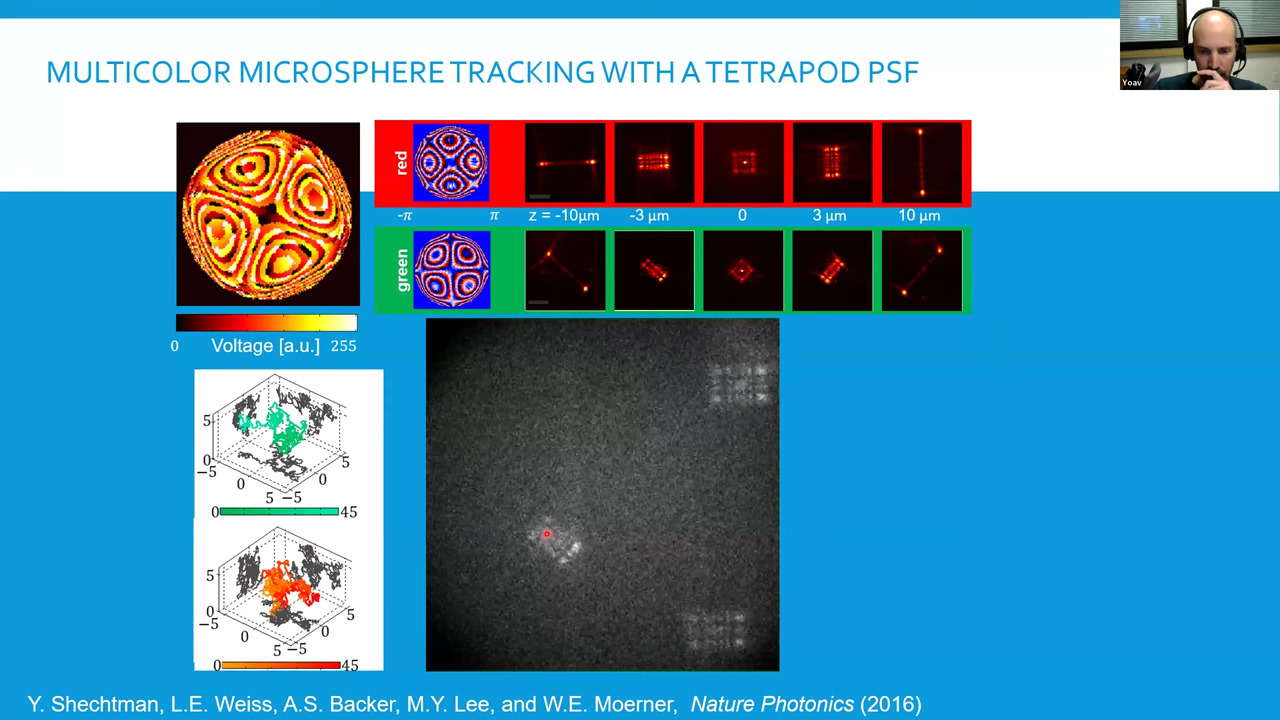 MULTICOLOR MICROSPHERE TRACKING WITH A TETRAPOD PSF
Yoav
red
-π π z = -10µm -3 µm 0 3 µm 10 µm
green
0 Voltage [a.u.] 255
5
0
−5
0
5
−5
0
5
0 45
5
0
−5
0
5
−5
0
5
0 45
Y. Shechtman, L.E. Weiss, A.S. Backer, M.Y. Lee, and W.E. Moerner, Nature Photonics (2016)